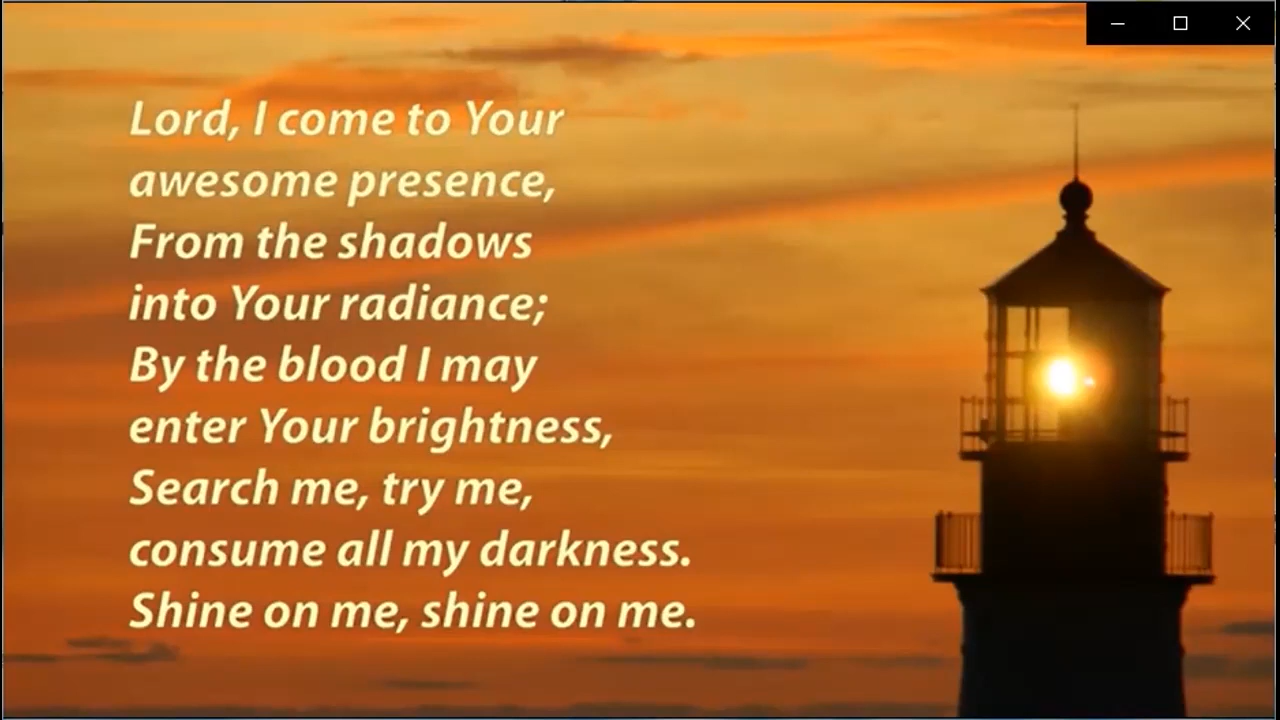 Lord, I come to Your
awesome presence,
From the shadows
into Your radiance;
By the blood I may
enter Your brightness,
Search me, try me,
consume all my darkness.
Shine on me, shine on me.